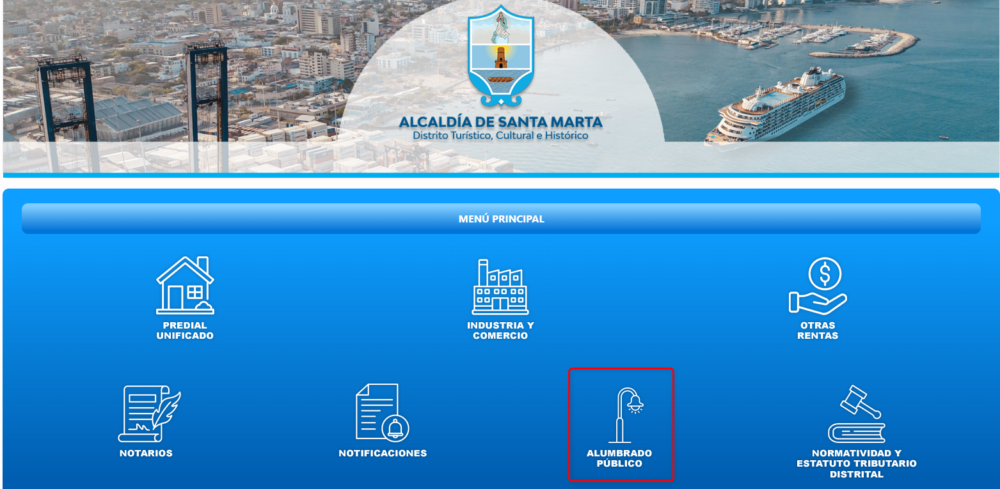 ALCALDÍA DE SANTA MARTA
Distrito Turístico, Cultural e Histórico
MENÚ PRINCIPAL
PREDIAL
UNIFICADO
INDUSTRIA Y
COMERCIO
OTRAS
RENTAS
NOTARIOS
NOTIFICACIONES
ALUMBRADO
PÚBLICO
NORMATIVIDAD Y
ESTATUTO TRIBUTARIO
DISTRITAL